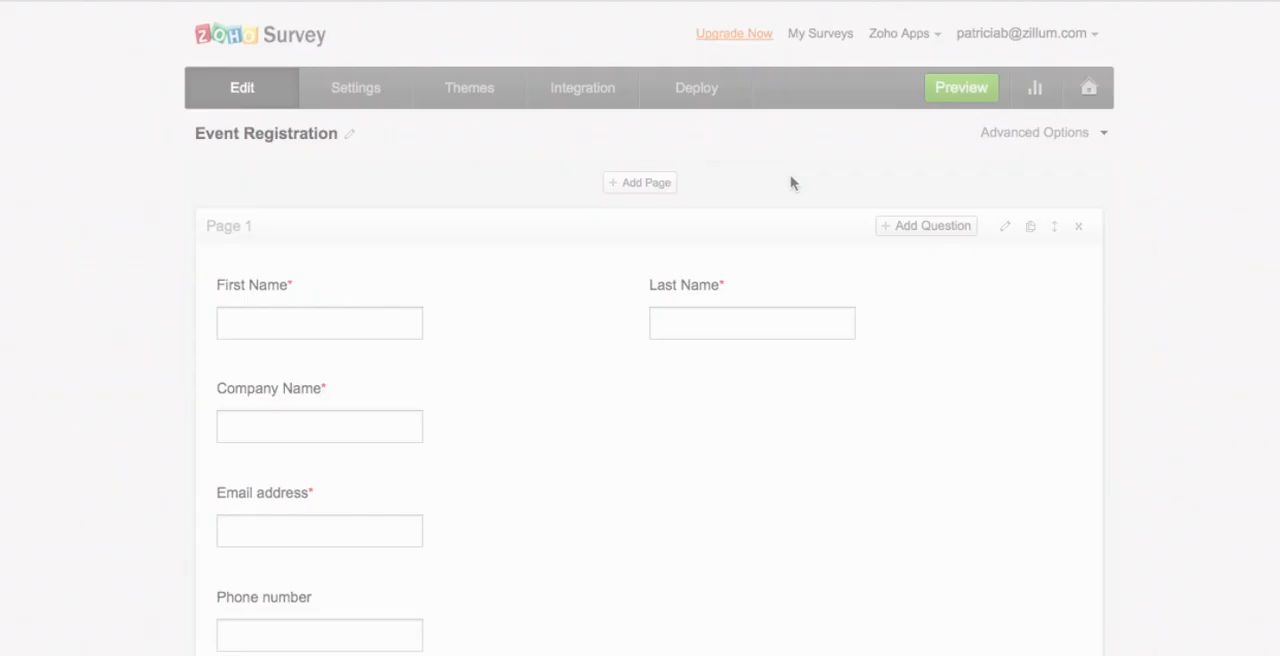 ZOHO Survey
Upgrade Now My Surveys Zoho Apps patriciab@zillum.com
Edit Settings Themes Integration Deploy Preview
Event Registration Advanced Options
+ Add Page
Page 1 + Add Question
First Name* Last Name*
Company Name*
Email address*
Phone number